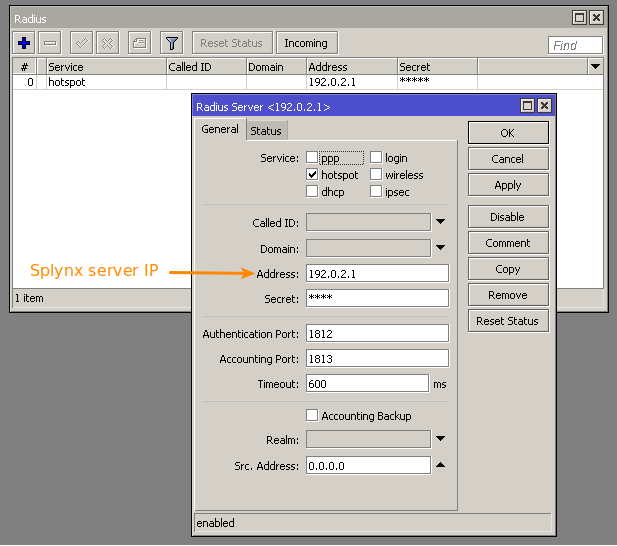 Radius
Reset Status Incoming Find
# Service Called ID Domain Address Secret
0 hotspot 192.0.2.1 *****
Radius Server <192.0.2.1>
General Status
Service: ppp login
hotspot wireless
dhcp ipsec
Called ID:
Domain:
Address: 192.0.2.1
Secret: ****
Authentication Port: 1812
Accounting Port: 1813
Timeout: 600 ms
Accounting Backup
Realm:
Src. Address: 0.0.0.0
enabled
OK
Cancel
Apply
Disable
Comment
Copy
Remove
Reset Status
Splynx server IP
1 item